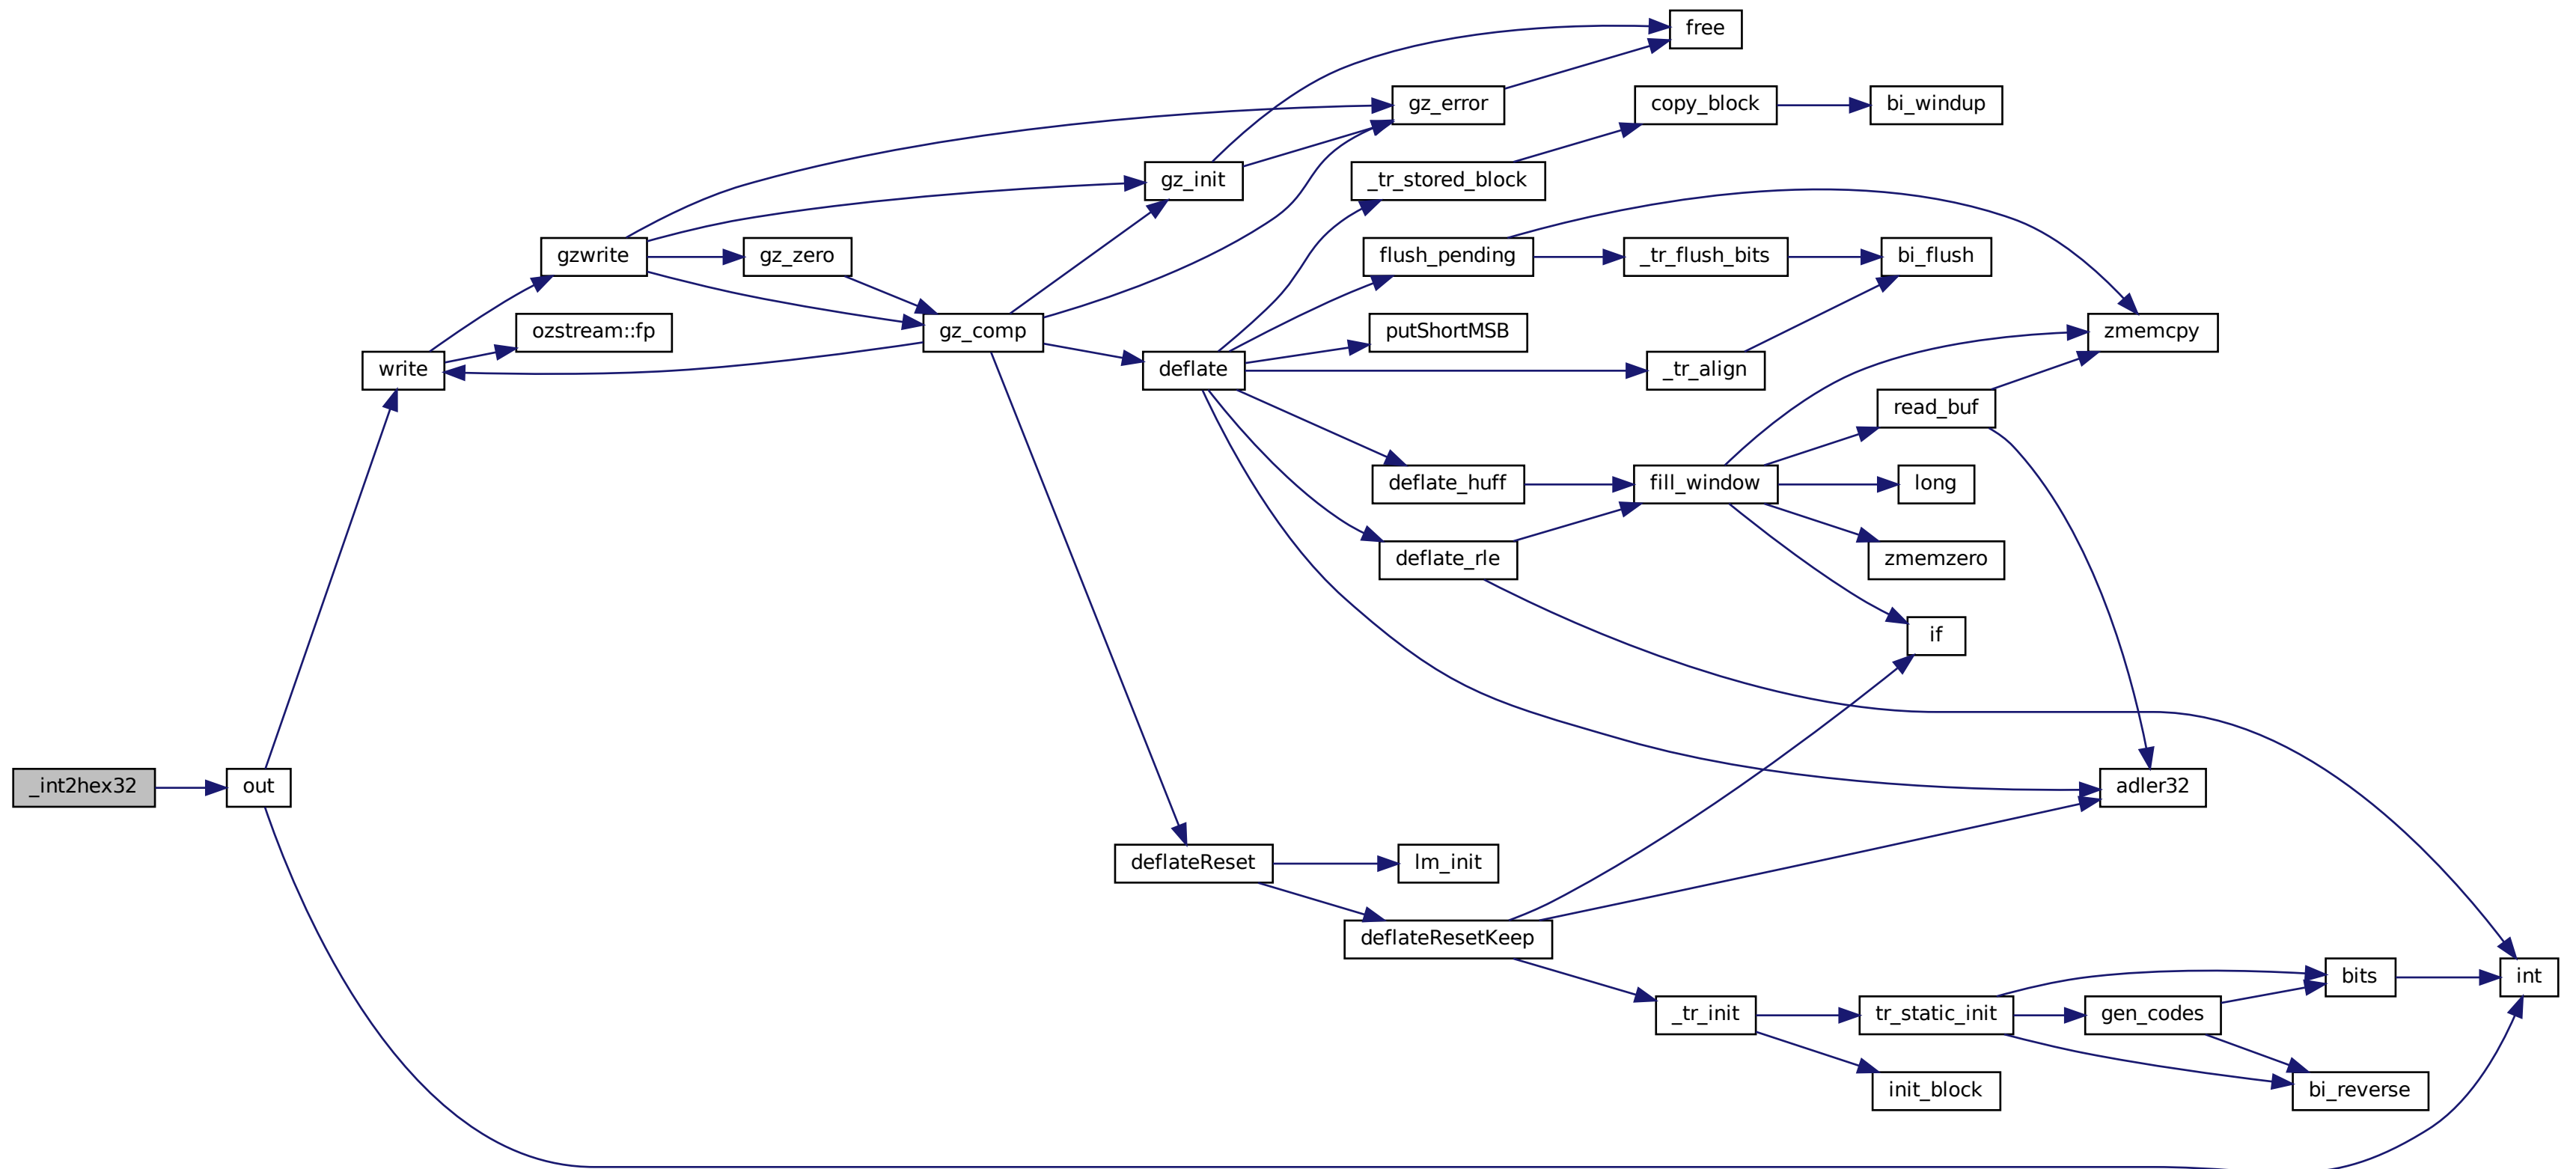 free
gz_error
copy_block
bi_windup
gz_init
_tr_stored_block
gzwrite
gz_zero
flush_pending
_tr_flush_bits
bi_flush
ozstream::fp
gz_comp
putShortMSB
zmemcpy
write
deflate
_tr_align
read_buf
deflate_huff
fill_window
long
deflate_rle
zmemzero
if
_int2hex32
out
adler32
deflateReset
lm_init
deflateResetKeep
bits
int
_tr_init
tr_static_init
gen_codes
init_block
bi_reverse